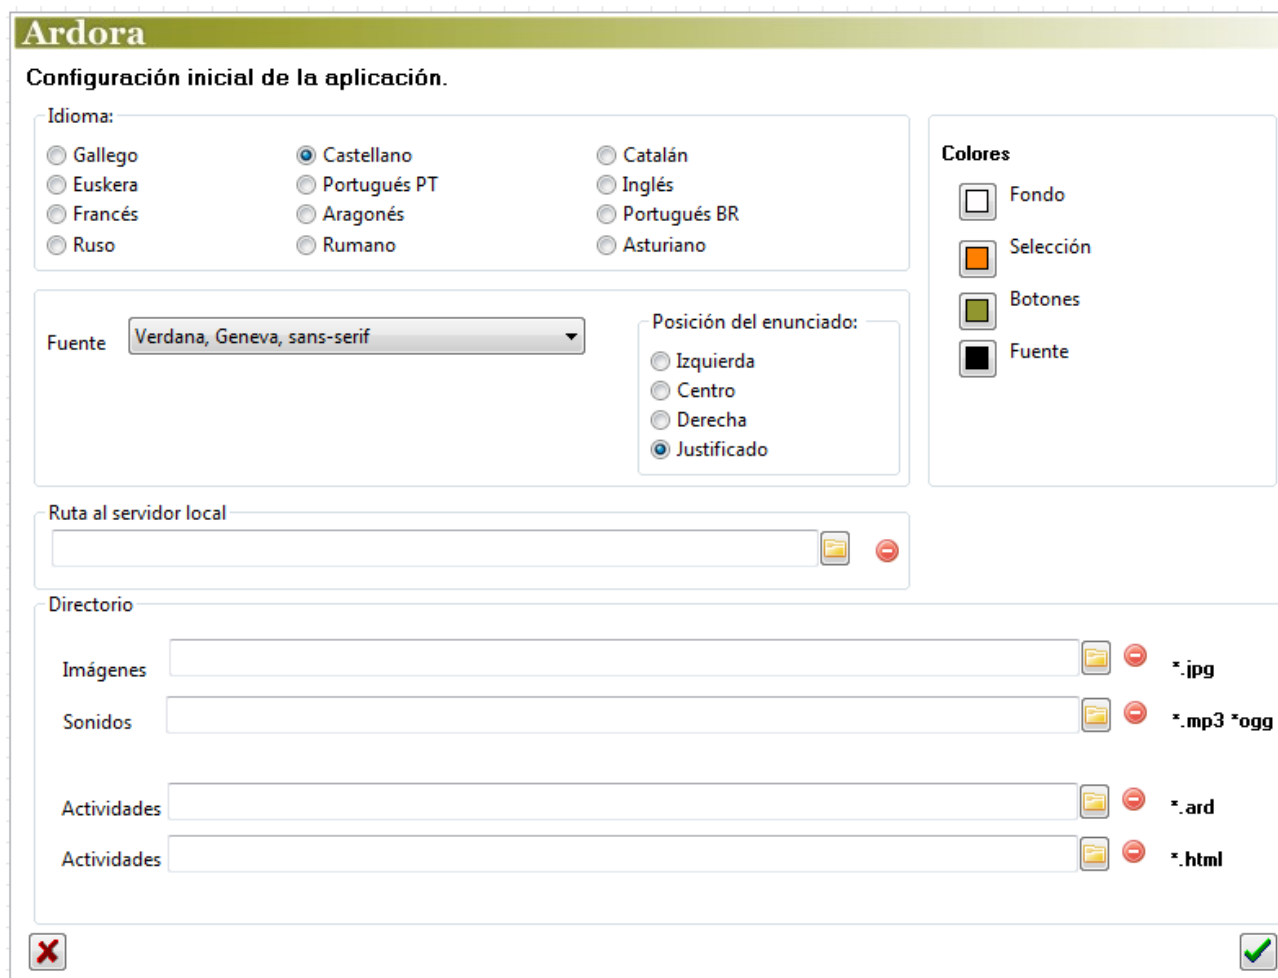 Ardora
Configuración inicial de la aplicación.
Idioma:
Gallego Castellano Catalán
Euskera Portugués PT Inglés
Francés Aragonés Portugués BR
Ruso Rumano Asturiano
Colores
Fondo
Selección
Botones
Fuente
Fuente Verdana, Geneva, sans-serif
Posición del enunciado:
Izquierda
Centro
Derecha
Justificado
Ruta al servidor local
Directorio
Imágenes *.jpg
Sonidos *.mp3 *ogg
Actividades *.ard
Actividades *.html